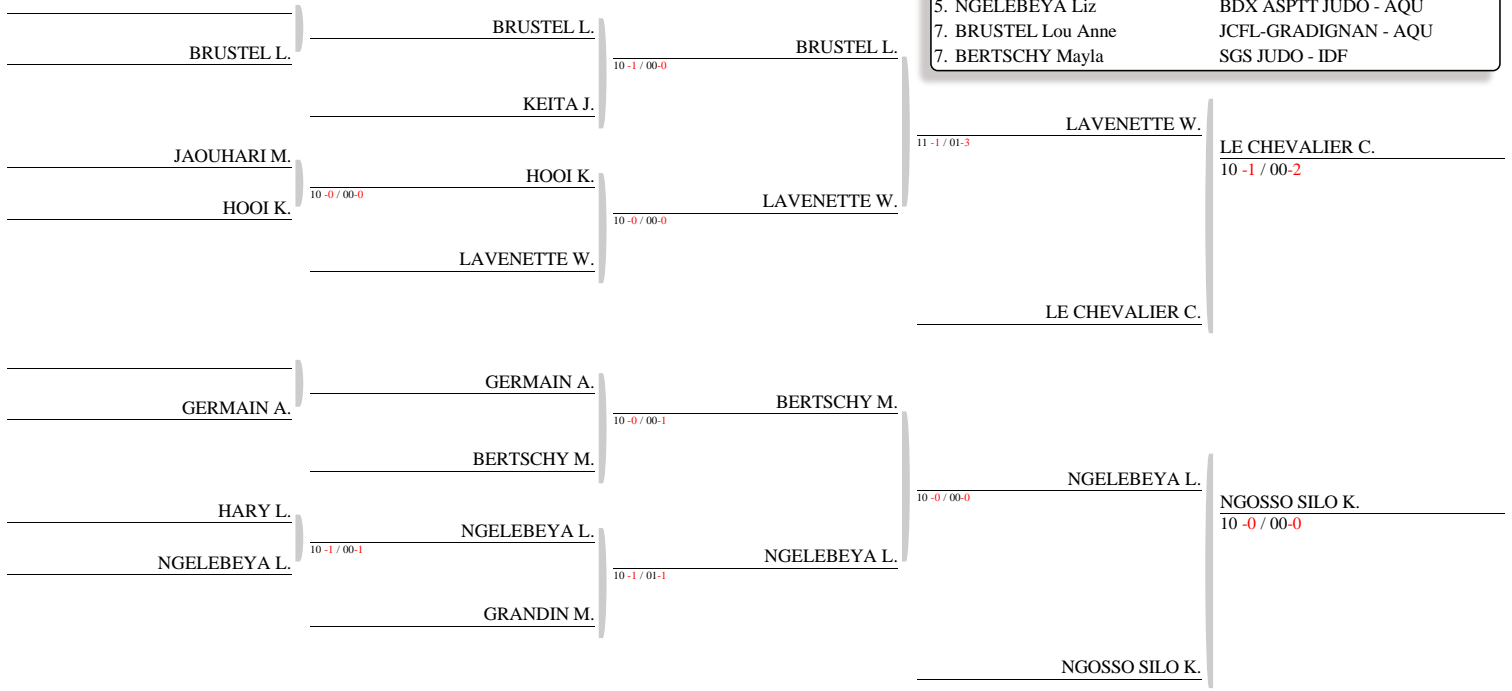 5. NGELEBEYA Liz BDX ASPTT JUDO - AQU
7. BRUSTEL Lou Anne JCFL-GRADIGNAN - AQU
7. BERTSCHY Mayla SGS JUDO - IDF
BRUSTEL L.
BRUSTEL L.
BRUSTEL L.
10 -1 / 00-0
KEITA J.
LAVENETTE W.
11 -1 / 01-3
LE CHEVALIER C.
10 -1 / 00-2
JAOUHARI M.
HOOI K.
10 -0 / 00-0
HOOI K.
LAVENETTE W.
10 -0 / 00-0
LAVENETTE W.
LE CHEVALIER C.
GERMAIN A.
GERMAIN A.
BERTSCHY M.
10 -0 / 00-1
BERTSCHY M.
NGELEBEYA L.
10 -0 / 00-0
NGOSSO SILO K.
10 -0 / 00-0
HARY L.
NGELEBEYA L.
10 -1 / 00-1
NGELEBEYA L.
NGELEBEYA L.
10 -1 / 01-1
GRANDIN M.
NGOSSO SILO K.